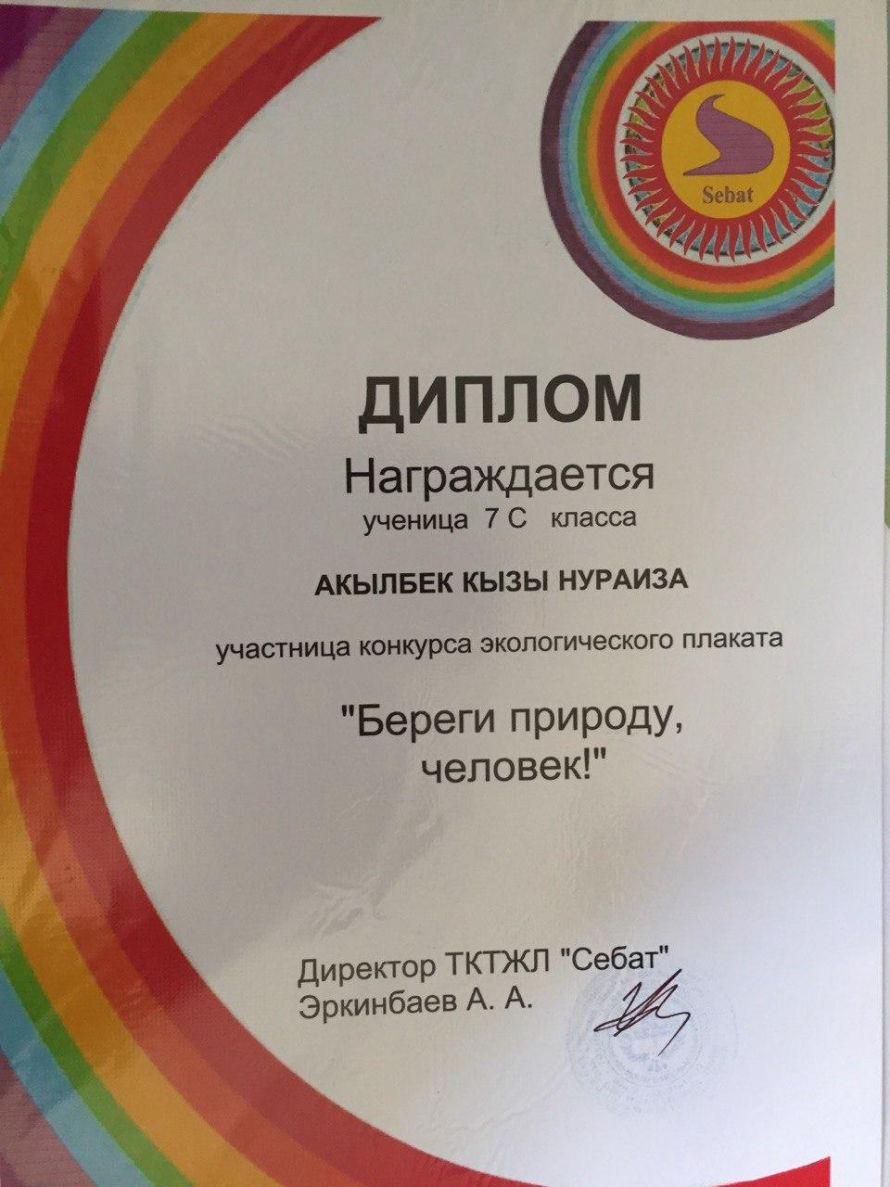 Sebat
ДИПЛОМ
Награждается
ученица 7 С класса
АКЫЛБЕК КЫЗЫ НУРАИЗА
участница конкурса экологического плаката
"Береги природу,
человек!"
Директор ТКТЖЛ "Себат"
Эркинбаев А. А.